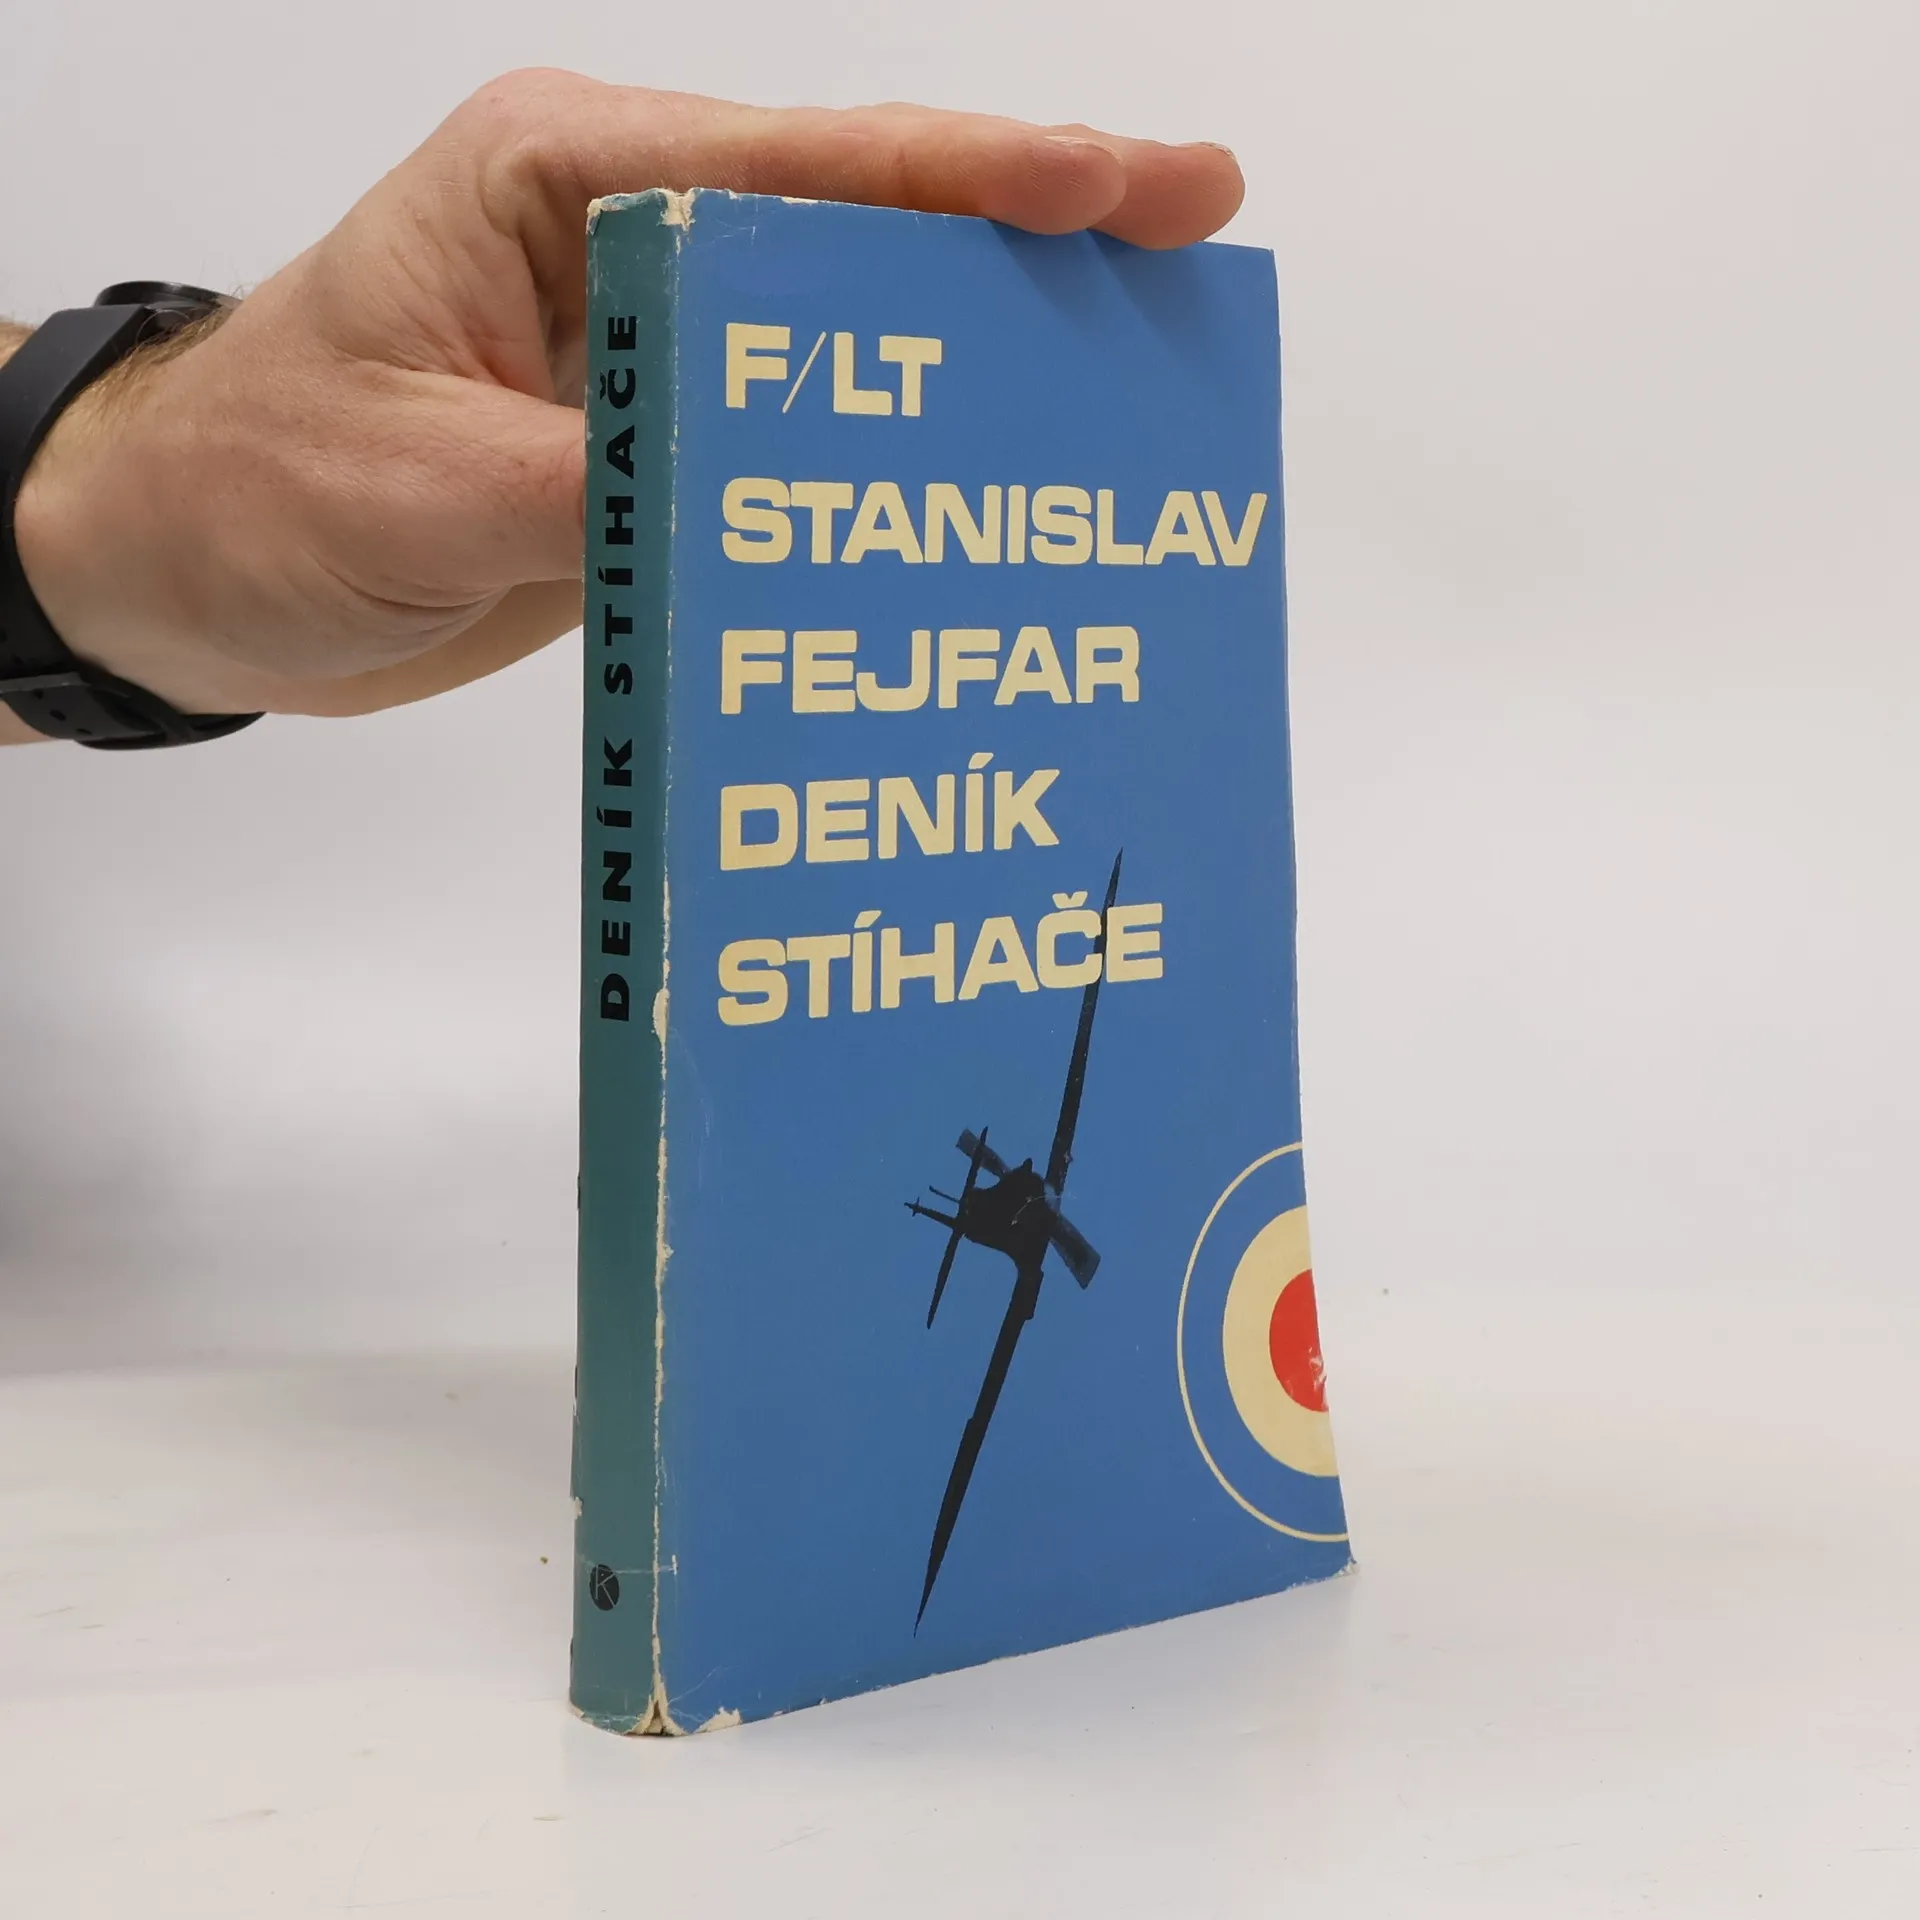 DENÍK STÍHAČE
K
F/LT
STANISLAV
FEJFAR
DENÍK
STÍHAČE